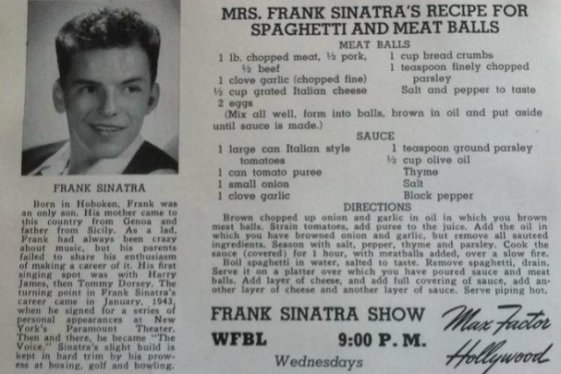 MRS. FRANK SINATRA'S RECIPE FOR
SPAGHETTI AND MEAT BALLS
MEAT BALLS
1 lb. chopped meat, ½ pork,
½ beef
1 clove garlic (chopped fine)
½ cup grated Italian cheese
2 eggs
1 cup bread crumbs
1 teaspoon finely chopped
parsley
Salt and pepper to taste
(Mix all well, form into balls, brown in oil and put aside
until sauce is made.)
SAUCE
1 large can Italian style
tomatoes
1 can tomato puree
1 small onion
1 clove garlic
1 teaspoon ground parsley
½ cup olive oil
Thyme
Salt
Black pepper
DIRECTIONS
Brown chopped up onion and garlic in oil in which you brown
meat balls. Strain tomatoes, add puree to the juice. Add the oil in
which you have browned onion and garlic, but remove all sauteed
ingredients. Season with salt, pepper, thyme and parsley. Cook the
sauce (covered) for 1 hour, with meatballs added, over a slow fire.
Boil spaghetti in water, salted to taste. Remove spaghetti, drain.
Serve it on a platter over which you have poured sauce and meat
balls. Add layer of cheese, and add full covering of sauce, add an-
other layer of cheese and another layer of sauce. Serve piping hot.
FRANK SINATRA
Born in Hoboken, Frank was
an only son. His mother came to
this country from Genoa and
father from Sicily. As a lad,
Frank had always been crazy
about music, but his parents
failed to share his enthusiasm
of making a career of it. His first
singing spot was with Harry
James, then Tommy Dorsey. The
turning point in Frank Sinatra's
career came in January, 1943,
when he signed for a series of
personal appearances at New
York's Paramount Theater.
Then and there, he became "The
Voice." Sinatra's slight build is
kept in hard trim by his prow-
ess at boxing, golf and bowling.
FRANK SINATRA SHOW
WFBL 9:00 P. M.
Wednesdays
Max Factor
Hollywood